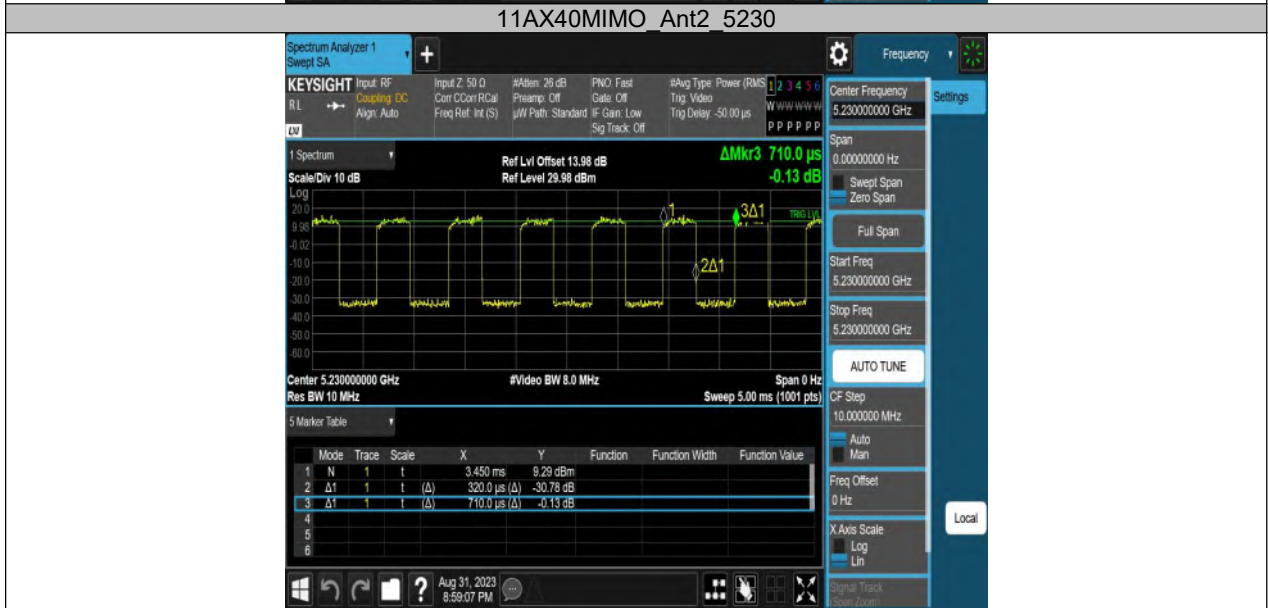 11AX40MIMO_Ant2_5230
Spectrum Analyzer 1
Swept SA
+
Frequency
KEYSIGHT
RL
LXI
Input: RF
Coupling: DC
Align: Auto
Input Z: 50 Ω
Corr CCorr RCal
Freq Ref: Int (S)
#Atten: 26 dB
Preamp: Off
µW Path: Standard
PNO: Fast
Gate: Off
IF Gain: Low
Sig Track: Off
#Avg Type: Power (RMS
Trig: Video
Trig Delay: -50.00 µs
1 2 3 4 5 6
W W W W W W
P P P P P P
1 Spectrum
Scale/Div 10 dB
Ref Lvl Offset 13.98 dB
Ref Level 29.98 dBm
ΔMkr3 710.0 µs
-0.13 dB
Log
20.0
9.98
-0.02
-10.0
-20.0
-30.0
-40.0
-50.0
-60.0
1
2Δ1
3Δ1
TRIG LVL
Center 5.230000000 GHz
#Video BW 8.0 MHz
Span 0 Hz
Res BW 10 MHz
Sweep 5.00 ms (1001 pts)
5 Marker Table
Mode Trace Scale X Y Function Function Width Function Value
1 N 1 t 3.450 ms 9.29 dBm
2 Δ1 1 t (Δ) 320.0 µs (Δ) -30.78 dB
3 Δ1 1 t (Δ) 710.0 µs (Δ) -0.13 dB
4
5
6
?
Aug 31, 2023
8:59:07 PM
Center Frequency
5.230000000 GHz
Settings
Span
0.00000000 Hz
Swept Span
Zero Span
Full Span
Start Freq
5.230000000 GHz
Stop Freq
5.230000000 GHz
AUTO TUNE
CF Step
10.000000 MHz
Auto
Man
Freq Offset
0 Hz
X Axis Scale
Log
Lin
Local
Signal Track
(Span Zoom)